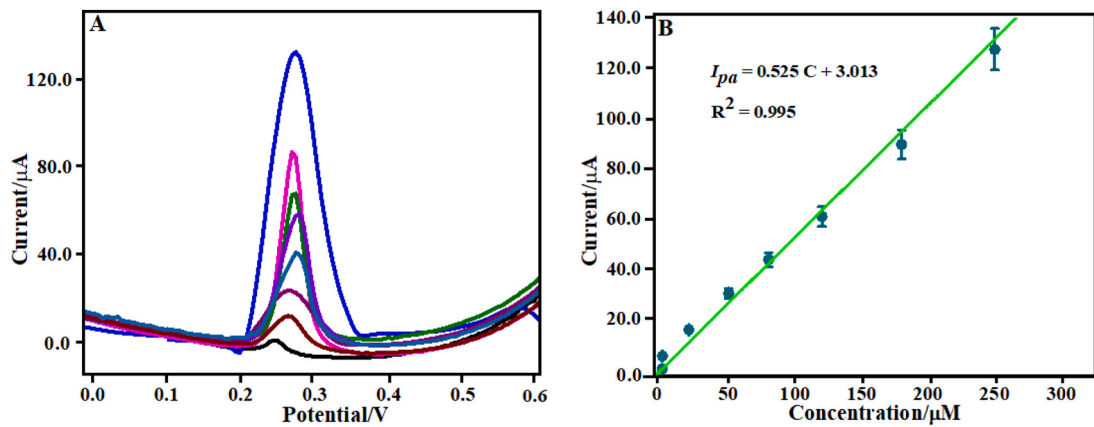 A
120.0
80.0
40.0
0.0
Current/μA
0.0 0.1 0.2 0.3 0.4 0.5 0.6
Potential/V
B
140.0
120.0
100.0
80.0
60.0
40.0
20.0
0.0
Current/μA
I_pa = 0.525 C + 3.013
R² = 0.995
0 50 100 150 200 250 300
Concentration/μM